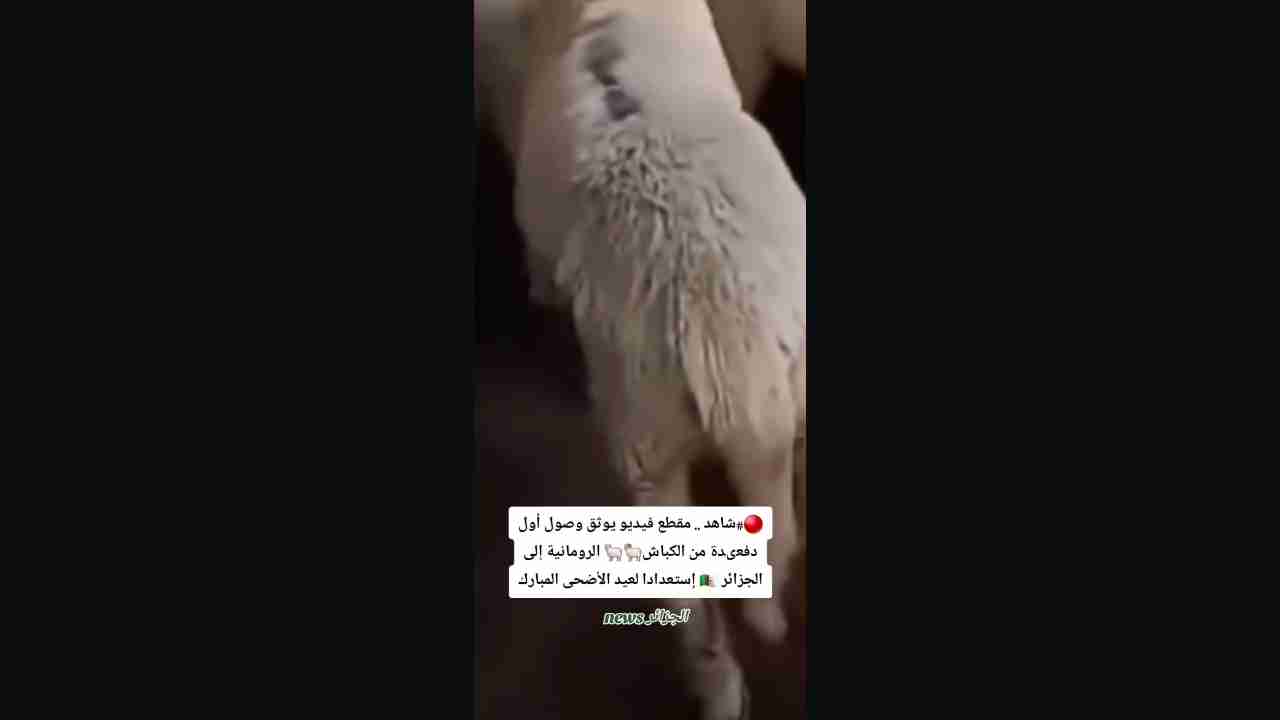 🔴#شاهد .. مقطع فيديو يوثق وصول أول
دفعىدة من الكباش🐏🐑 الرومانية إلى
الجزائر 🇩🇿 إستعدادا لعيد الأضحى المبارك
الجزائر news